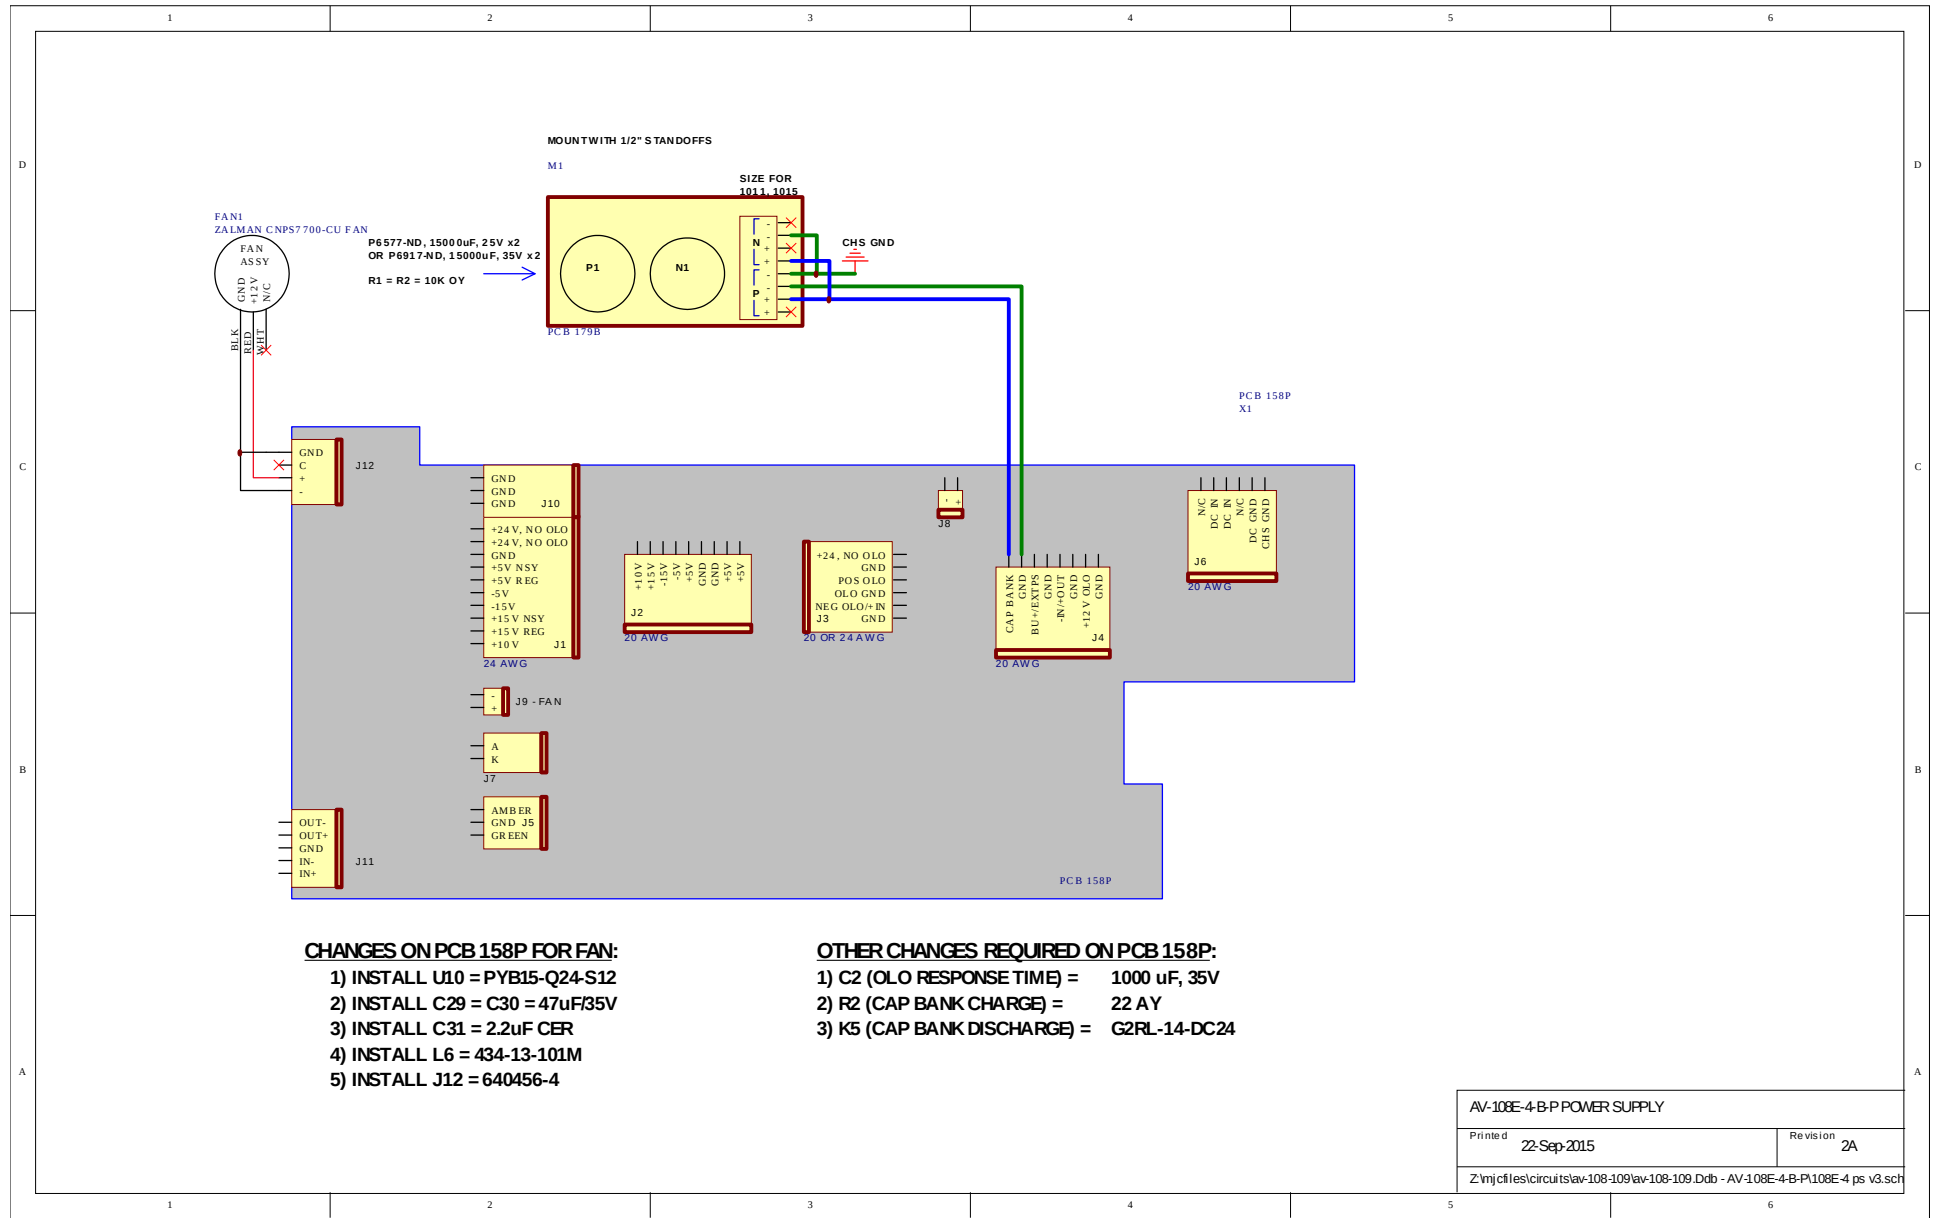 1 2 3 4 5 6
D D
MOUNT WITH 1/2" STANDOFFS
M1
SIZE FOR
1011, 1015
FAN1
ZALMAN CNPS7700-CU FAN
FAN
ASSY
GND
+12V
N/C
BLK
RED
WHT
P6577-ND, 15000uF, 25V x2
OR P6917-ND, 15000uF, 35V x2
R1 = R2 = 10K OY
P1
N1
-
-
N
+
+
-
-
P
+
+
CHS GND
PCB 179B
PCB 158P
X1
C C
GND
C
+
-
J12
GND
GND
GND
J10
+24V, NO OLO
+24V, NO OLO
GND
+5V NSY
+5V REG
-5V
-15V
+15V NSY
+15V REG
+10V
J1
24 AWG
+10V
+15V
-15V
-5V
+5V
GND
GND
+5V
+5V
J2
20 AWG
+24, NO OLO
GND
POS OLO
OLO GND
NEG OLO/+IN
GND
J3
20 OR 24 AWG
-
+
J8
CAP BANK
GND
BU+/EXTPS
GND
-IN/+OUT
GND
+12V OLO
GND
J4
20 AWG
N/C
DC IN
DC IN
N/C
DC GND
CHS GND
J6
20 AWG
-
+
J9 - FAN
B B
A
K
J7
AMBER
GND J5
GREEN
OUT-
OUT+
GND
IN-
IN+
J11
PCB 158P
CHANGES ON PCB 158P FOR FAN:
1) INSTALL U10 = PYB15-Q24-S12
2) INSTALL C29 = C30 = 47uF/35V
3) INSTALL C31 = 2.2uF CER
4) INSTALL L6 = 434-13-101M
5) INSTALL J12 = 640456-4
OTHER CHANGES REQUIRED ON PCB 158P:
1) C2 (OLO RESPONSE TIME) = 1000 uF, 35V
2) R2 (CAP BANK CHARGE) = 22 AY
3) K5 (CAP BANK DISCHARGE) = G2RL-14-DC24
A A
AV-108E-4-B-P POWER SUPPLY
Printed 22-Sep-2015
Revision 2A
Z:\mjcfiles\circuits\av-108-109\av-108-109.Ddb - AV-108E-4-B-P\108E-4 ps v3.sch
1 2 3 4 5 6